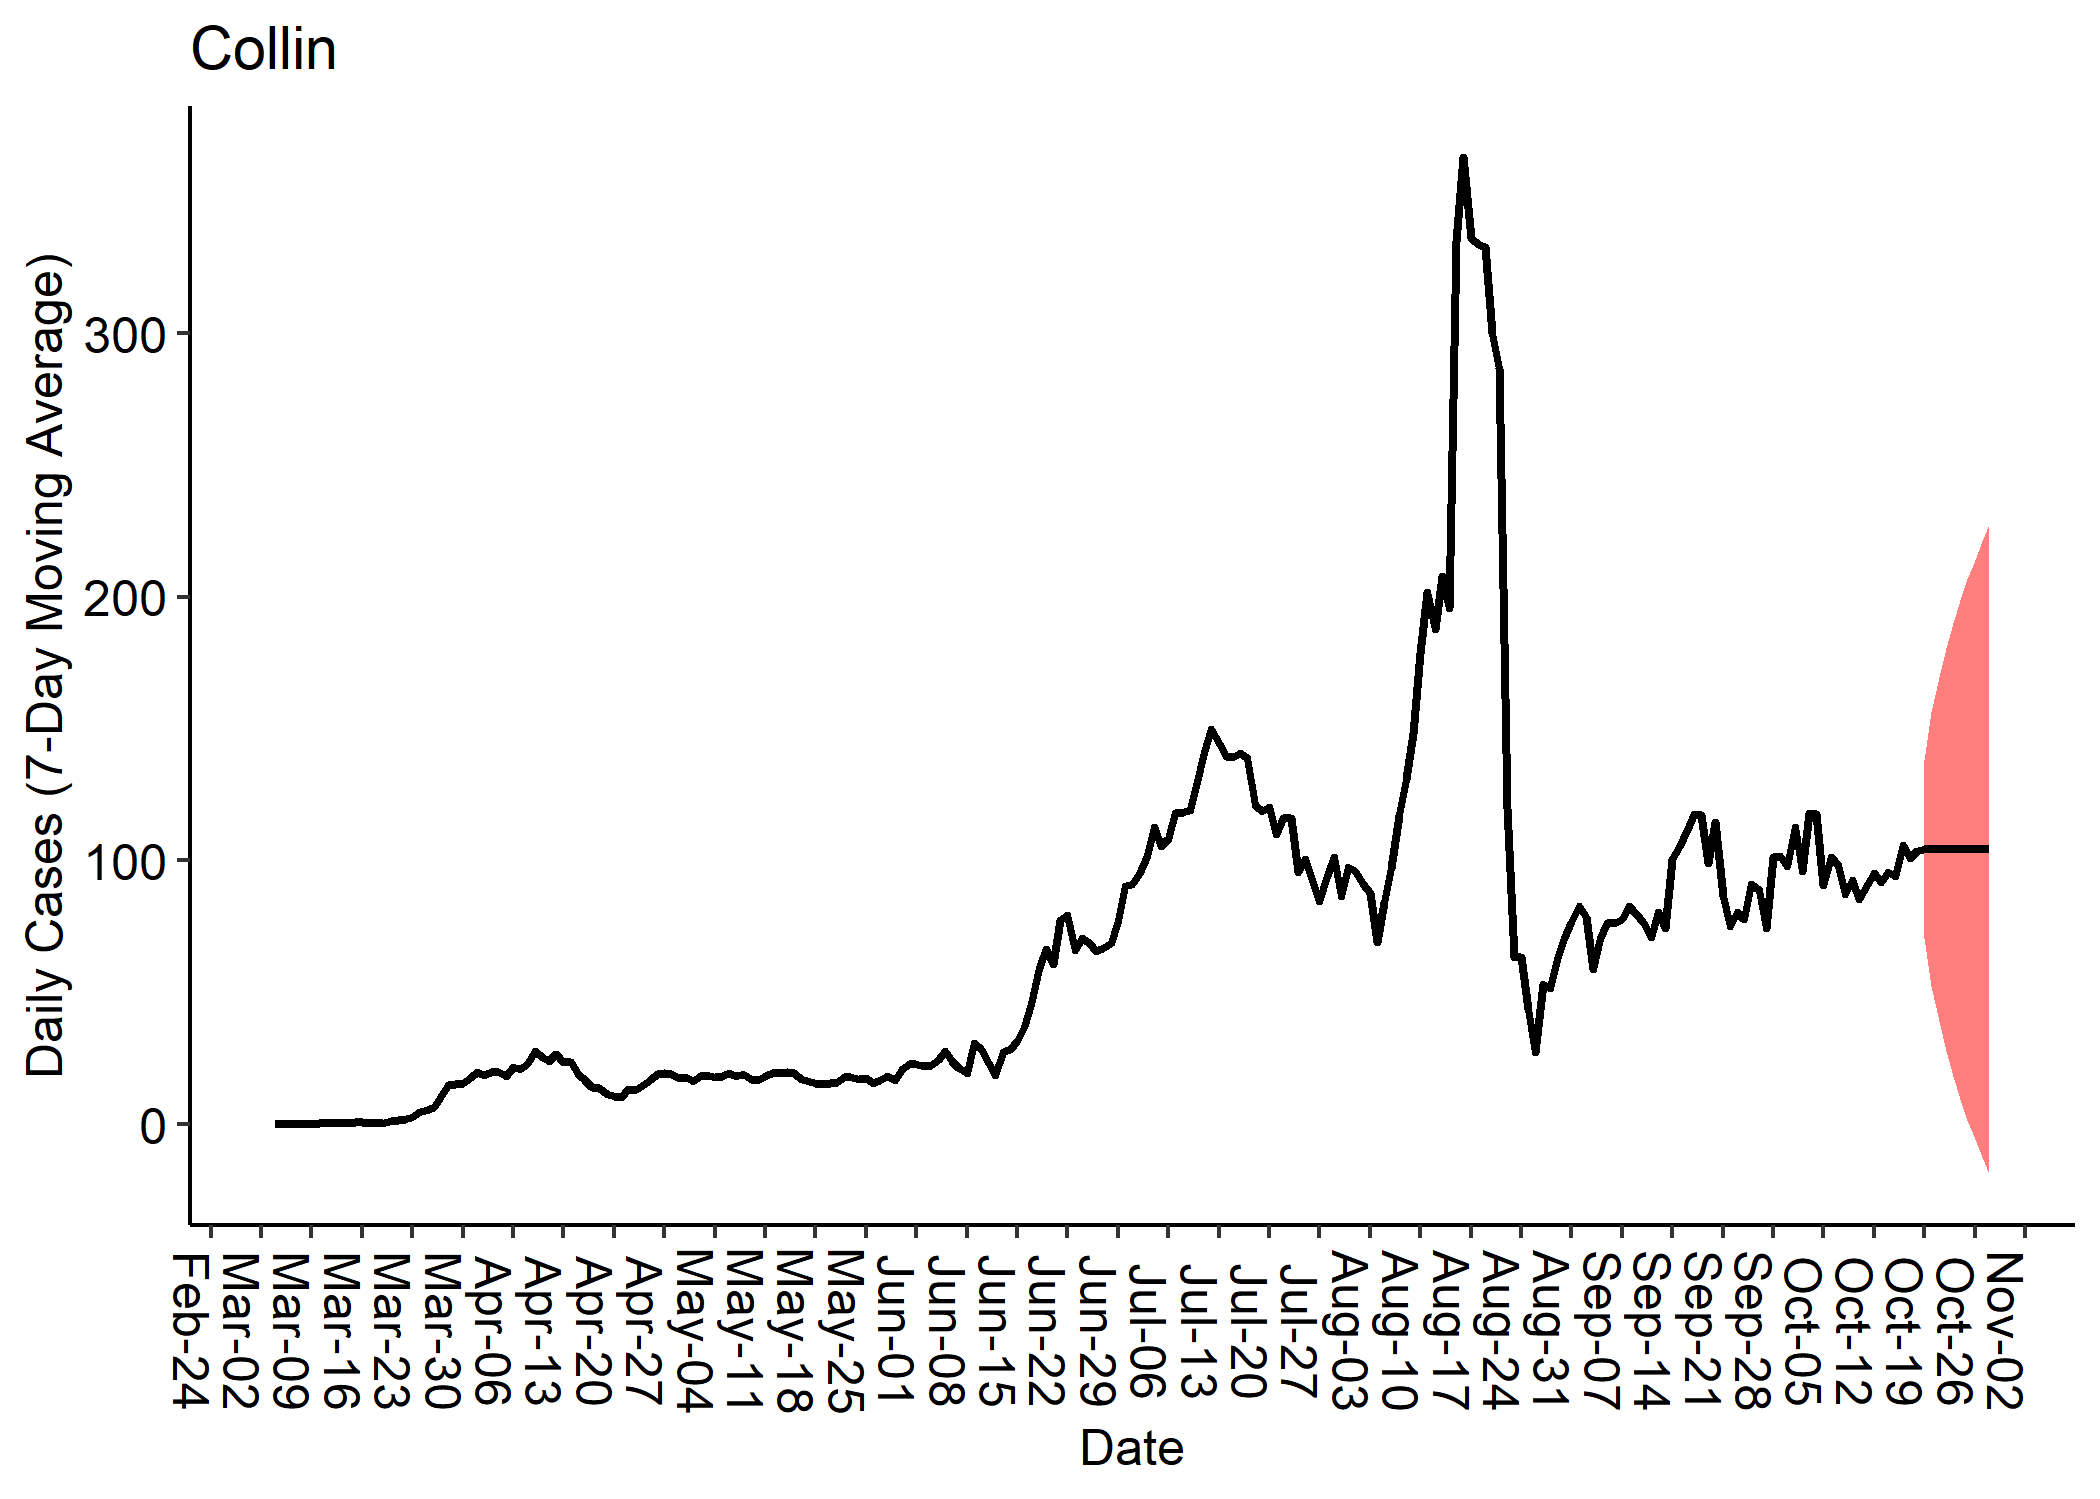 Collin
Daily Cases (7-Day Moving Average)
300
200
100
0
Feb-24
Mar-02
Mar-09
Mar-16
Mar-23
Mar-30
Apr-06
Apr-13
Apr-20
Apr-27
May-04
May-11
May-18
May-25
Jun-01
Jun-08
Jun-15
Jun-22
Jun-29
Jul-06
Jul-13
Jul-20
Jul-27
Aug-03
Aug-10
Aug-17
Aug-24
Aug-31
Sep-07
Sep-14
Sep-21
Sep-28
Oct-05
Oct-12
Oct-19
Oct-26
Nov-02
Date